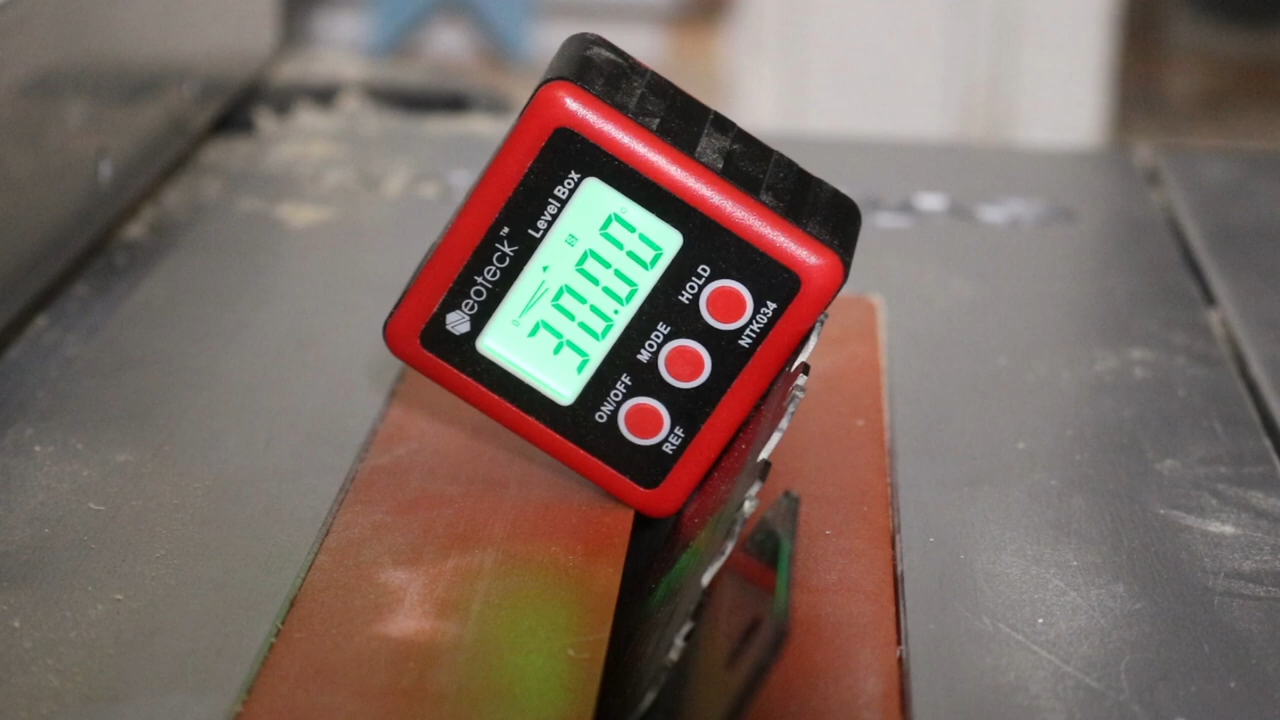 Neoteck™ Level Box
30.00°
ON/OFF MODE HOLD
REF NTK034